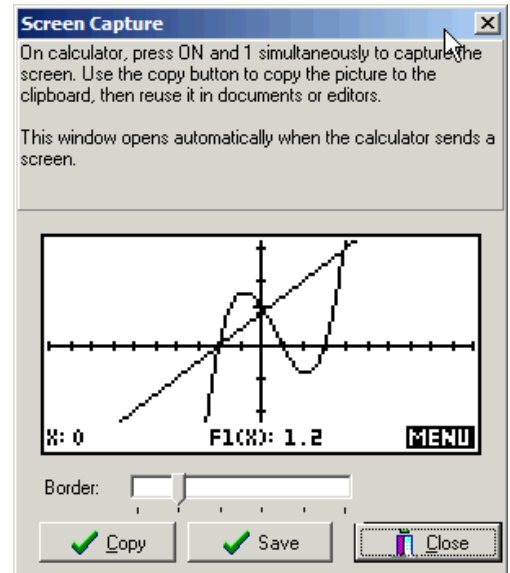 Screen Capture
On calculator, press ON and 1 simultaneously to capture the
screen. Use the copy button to copy the picture to the
clipboard, then reuse it in documents or editors.
This window opens automatically when the calculator sends a
screen.
X: 0 F1(X): 1.2 MENU
Border:
Copy Save Close